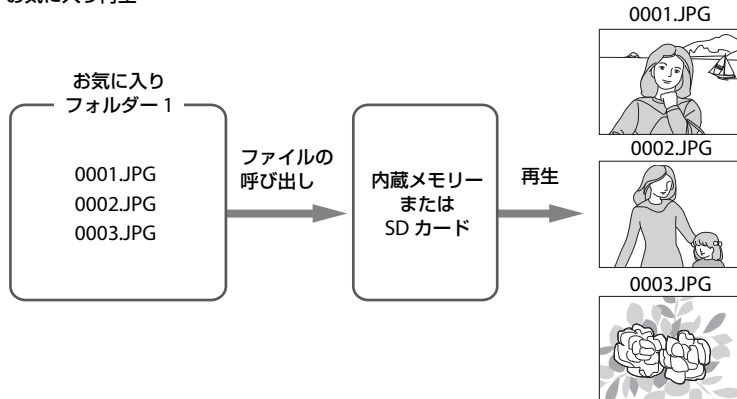 お気に入り再生
0001.JPG
お気に入り
フォルダー 1
0001.JPG
0002.JPG
0003.JPG
ファイルの
呼び出し
内蔵メモリー
または
SD カード
再生
0002.JPG
0003.JPG